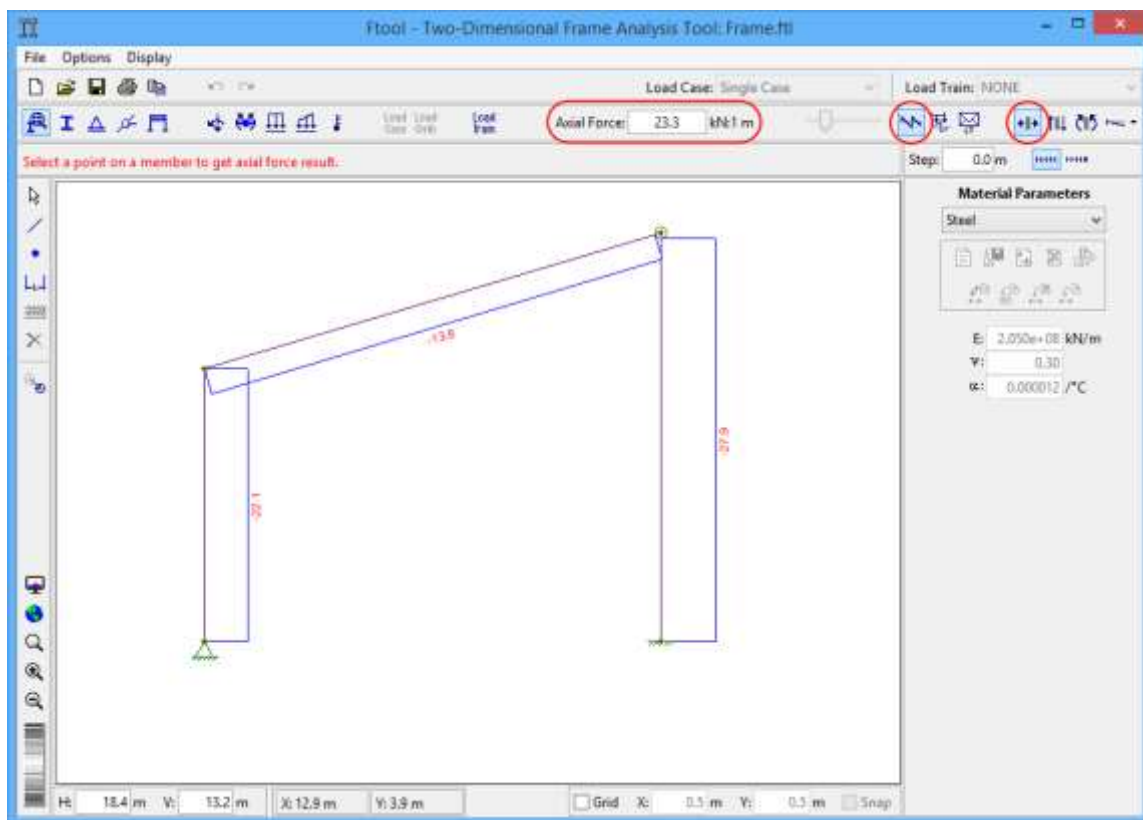 Ftool - Two-Dimensional Frame Analysis Tool: Frame.ftl
File Options Display
Load Case: Single Case
Load Train: NONE
Axial Force: 23.3 kN:1 m
Load Train
Select a point on a member to get axial force result.
Step: 0.0 m
Material Parameters
Steel
E: 2.050e+08 kN/m
ν: 0.30
α: 0.000012 /°C
-27.9
-22.1
H: 18.4 m V: 13.2 m X: 12.9 m Y: 3.9 m Grid X: 0.5 m Y: 0.5 m Snap